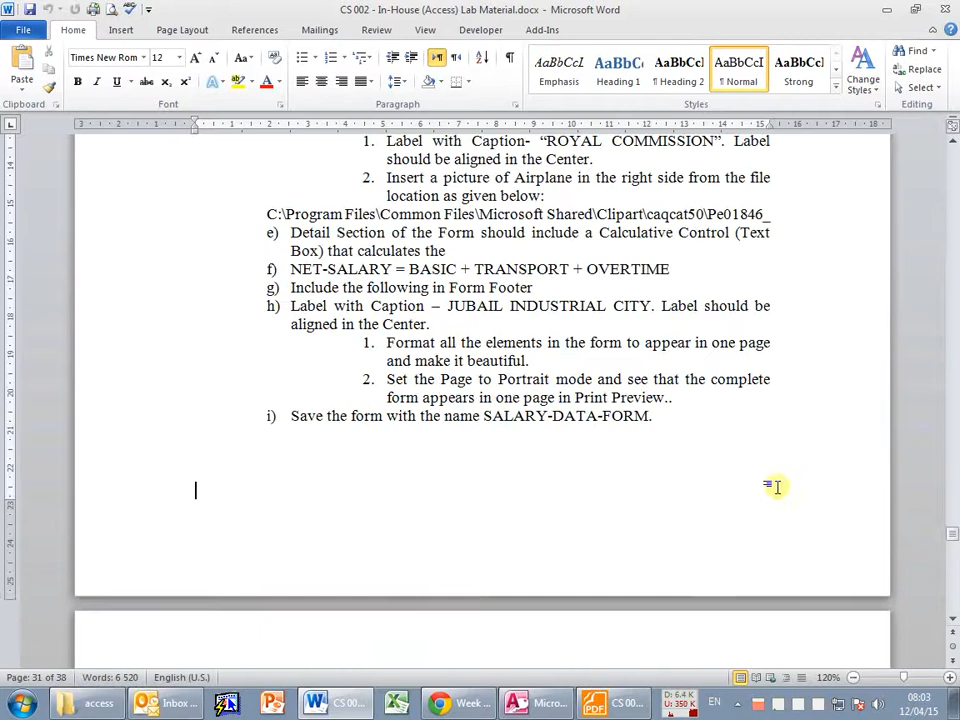 CS 002 - In-House (Access) Lab Material.docx - Microsoft Word
File Home Insert Page Layout References Mailings Review View Developer Add-Ins
Times New Rom 12
Paste
Clipboard Font Paragraph Styles Editing
AaBbCcI AaBbC AaBbCc AaBbCcI AaBbCc
Emphasis Heading 1 ¶ Heading 2 ¶ Normal Strong
Change Styles
Find
Replace
Select
1. Label with Caption- “ROYAL COMMISSION”. Label
should be aligned in the Center.
2. Insert a picture of Airplane in the right side from the file
location as given below:
C:\Program Files\Common Files\Microsoft Shared\Clipart\caqcat50\Pe01846_
e) Detail Section of the Form should include a Calculative Control (Text
Box) that calculates the
f) NET-SALARY = BASIC + TRANSPORT + OVERTIME
g) Include the following in Form Footer
h) Label with Caption – JUBAIL INDUSTRIAL CITY. Label should be
aligned in the Center.
1. Format all the elements in the form to appear in one page
and make it beautiful.
2. Set the Page to Portrait mode and see that the complete
form appears in one page in Print Preview..
i) Save the form with the name SALARY-DATA-FORM.
Page: 31 of 38 Words: 6 520 English (U.S.) 120%
access Inbox ... CS 00... Week ... Micro... CS 00...
D: 6.4 K
U: 350 K
EN
08:03
12/04/15